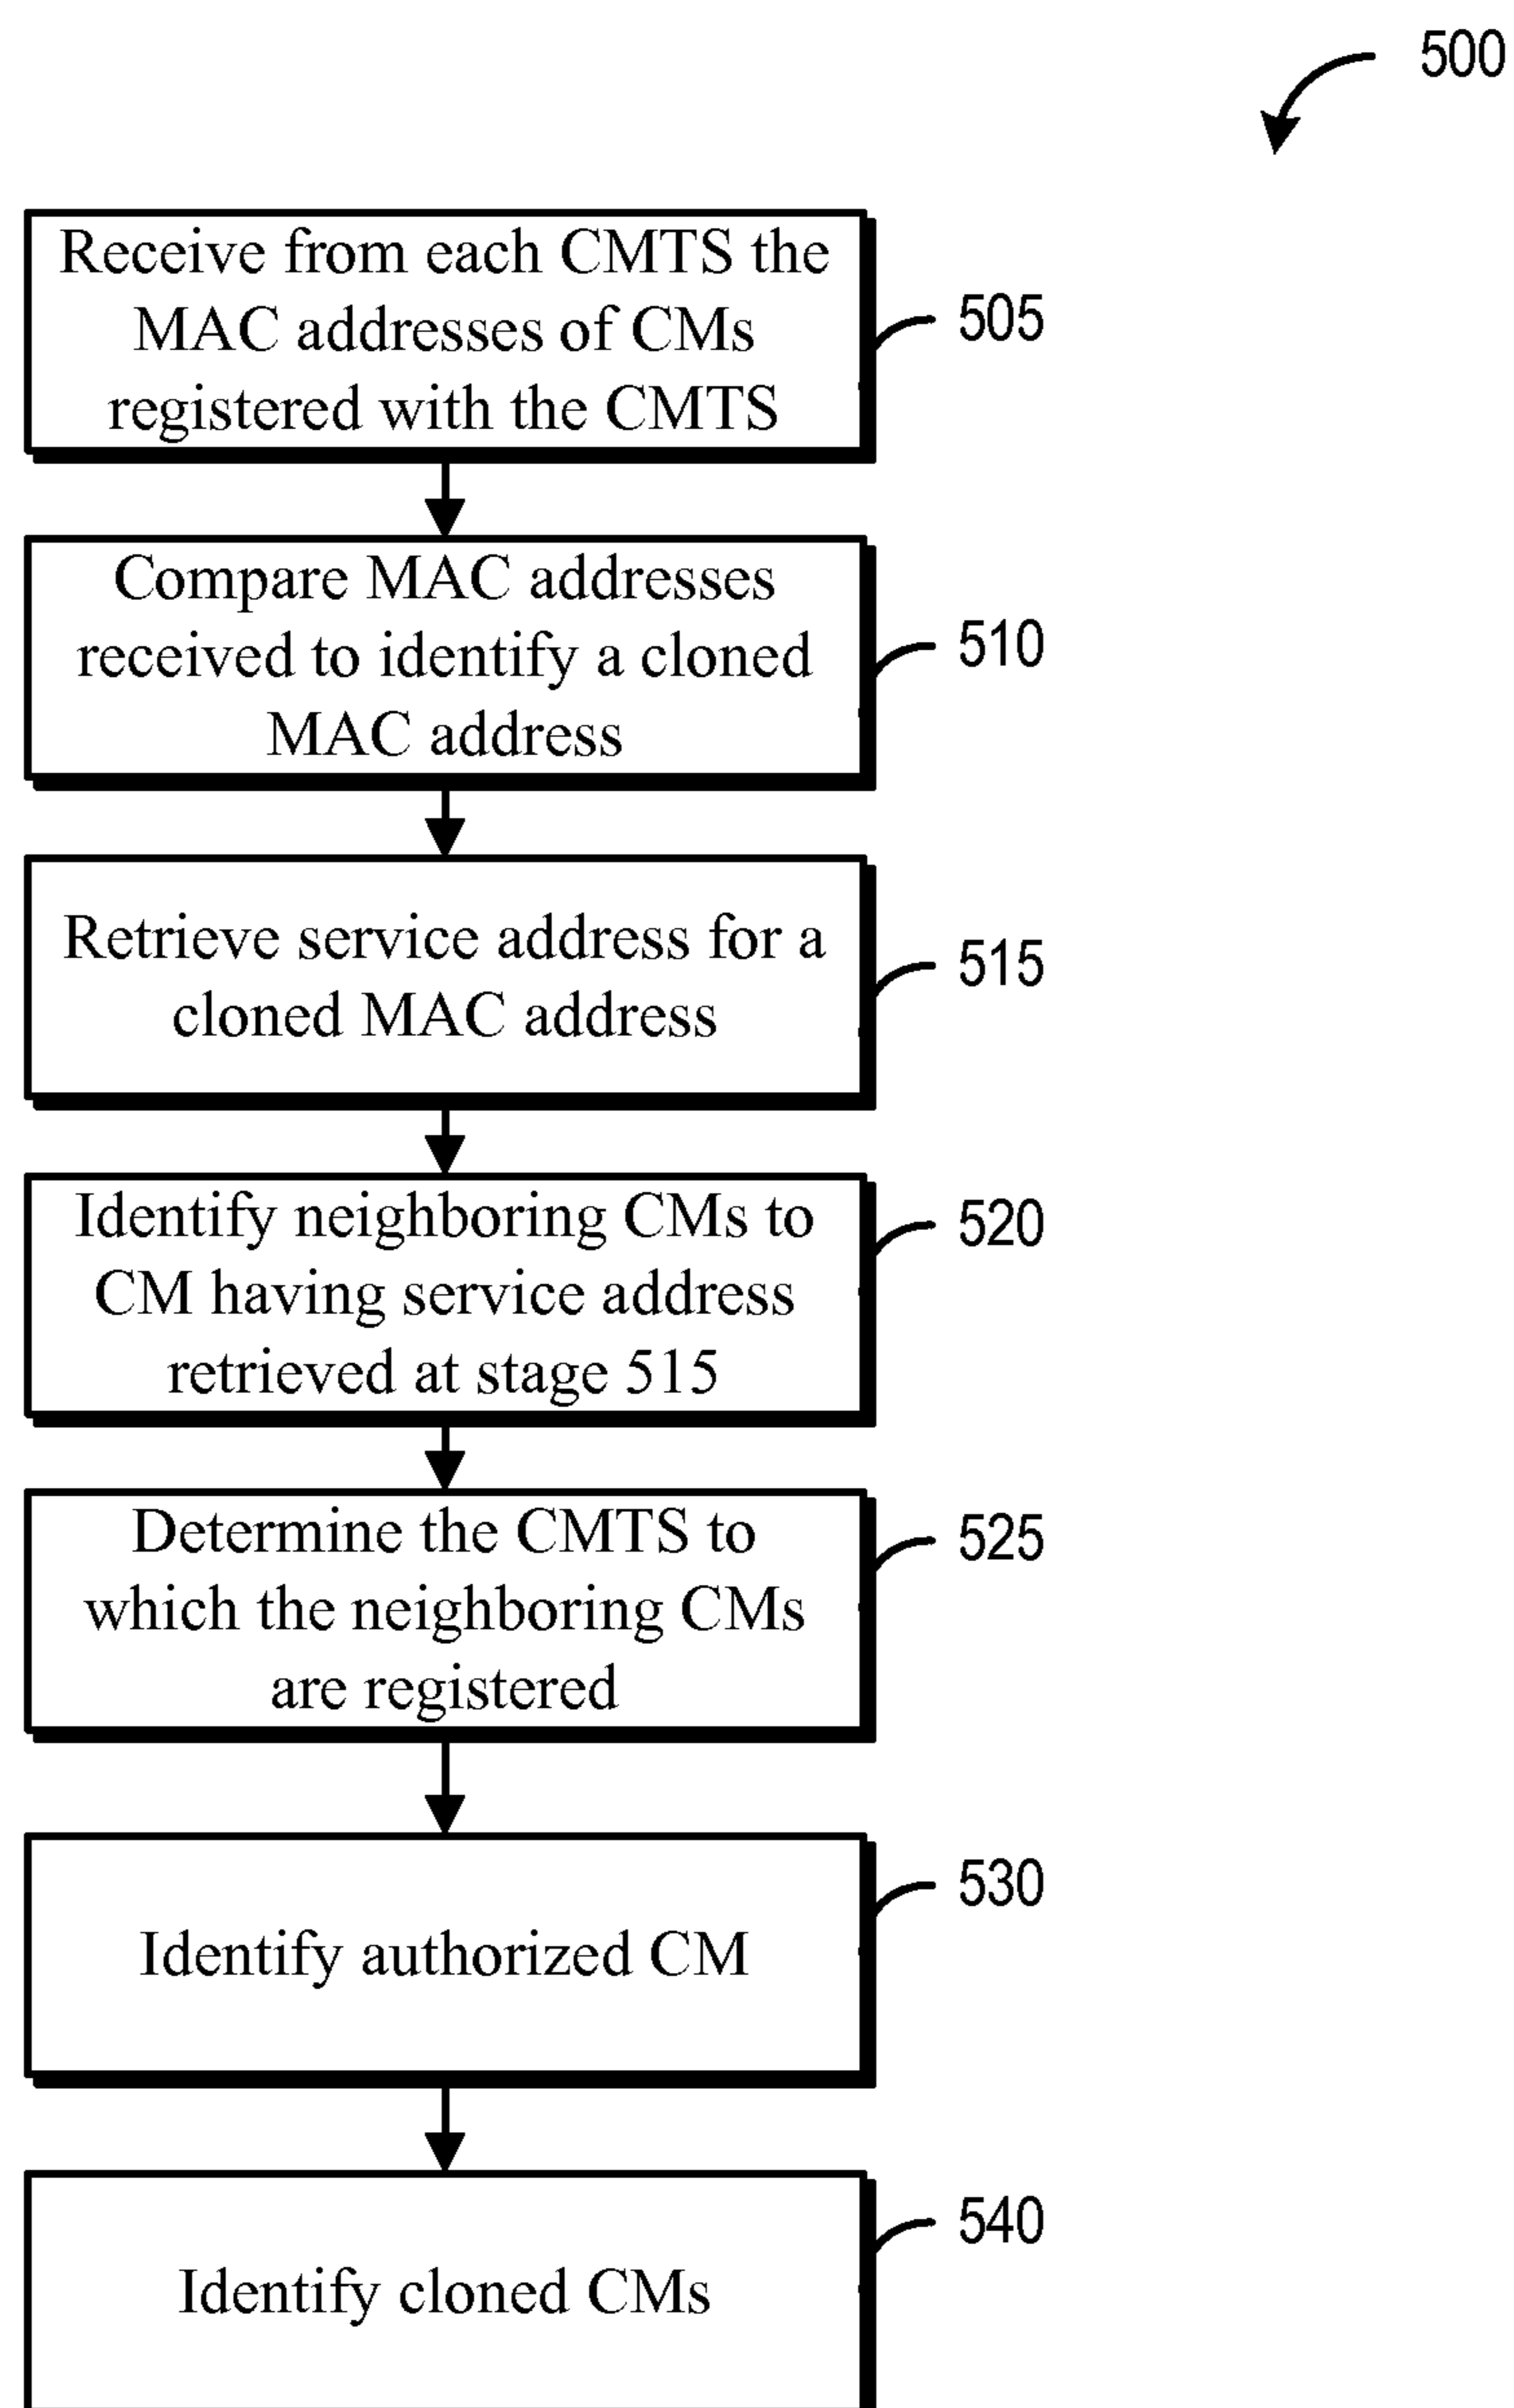 500
Receive from each CMTS the
MAC addresses of CMs
registered with the CMTS
505
Compare MAC addresses
received to identify a cloned
MAC address
510
Retrieve service address for a
cloned MAC address
515
Identify neighboring CMs to
CM having service address
retrieved at stage 515
520
Determine the CMTS to
which the neighboring CMs
are registered
525
Identify authorized CM
530
Identify cloned CMs
540